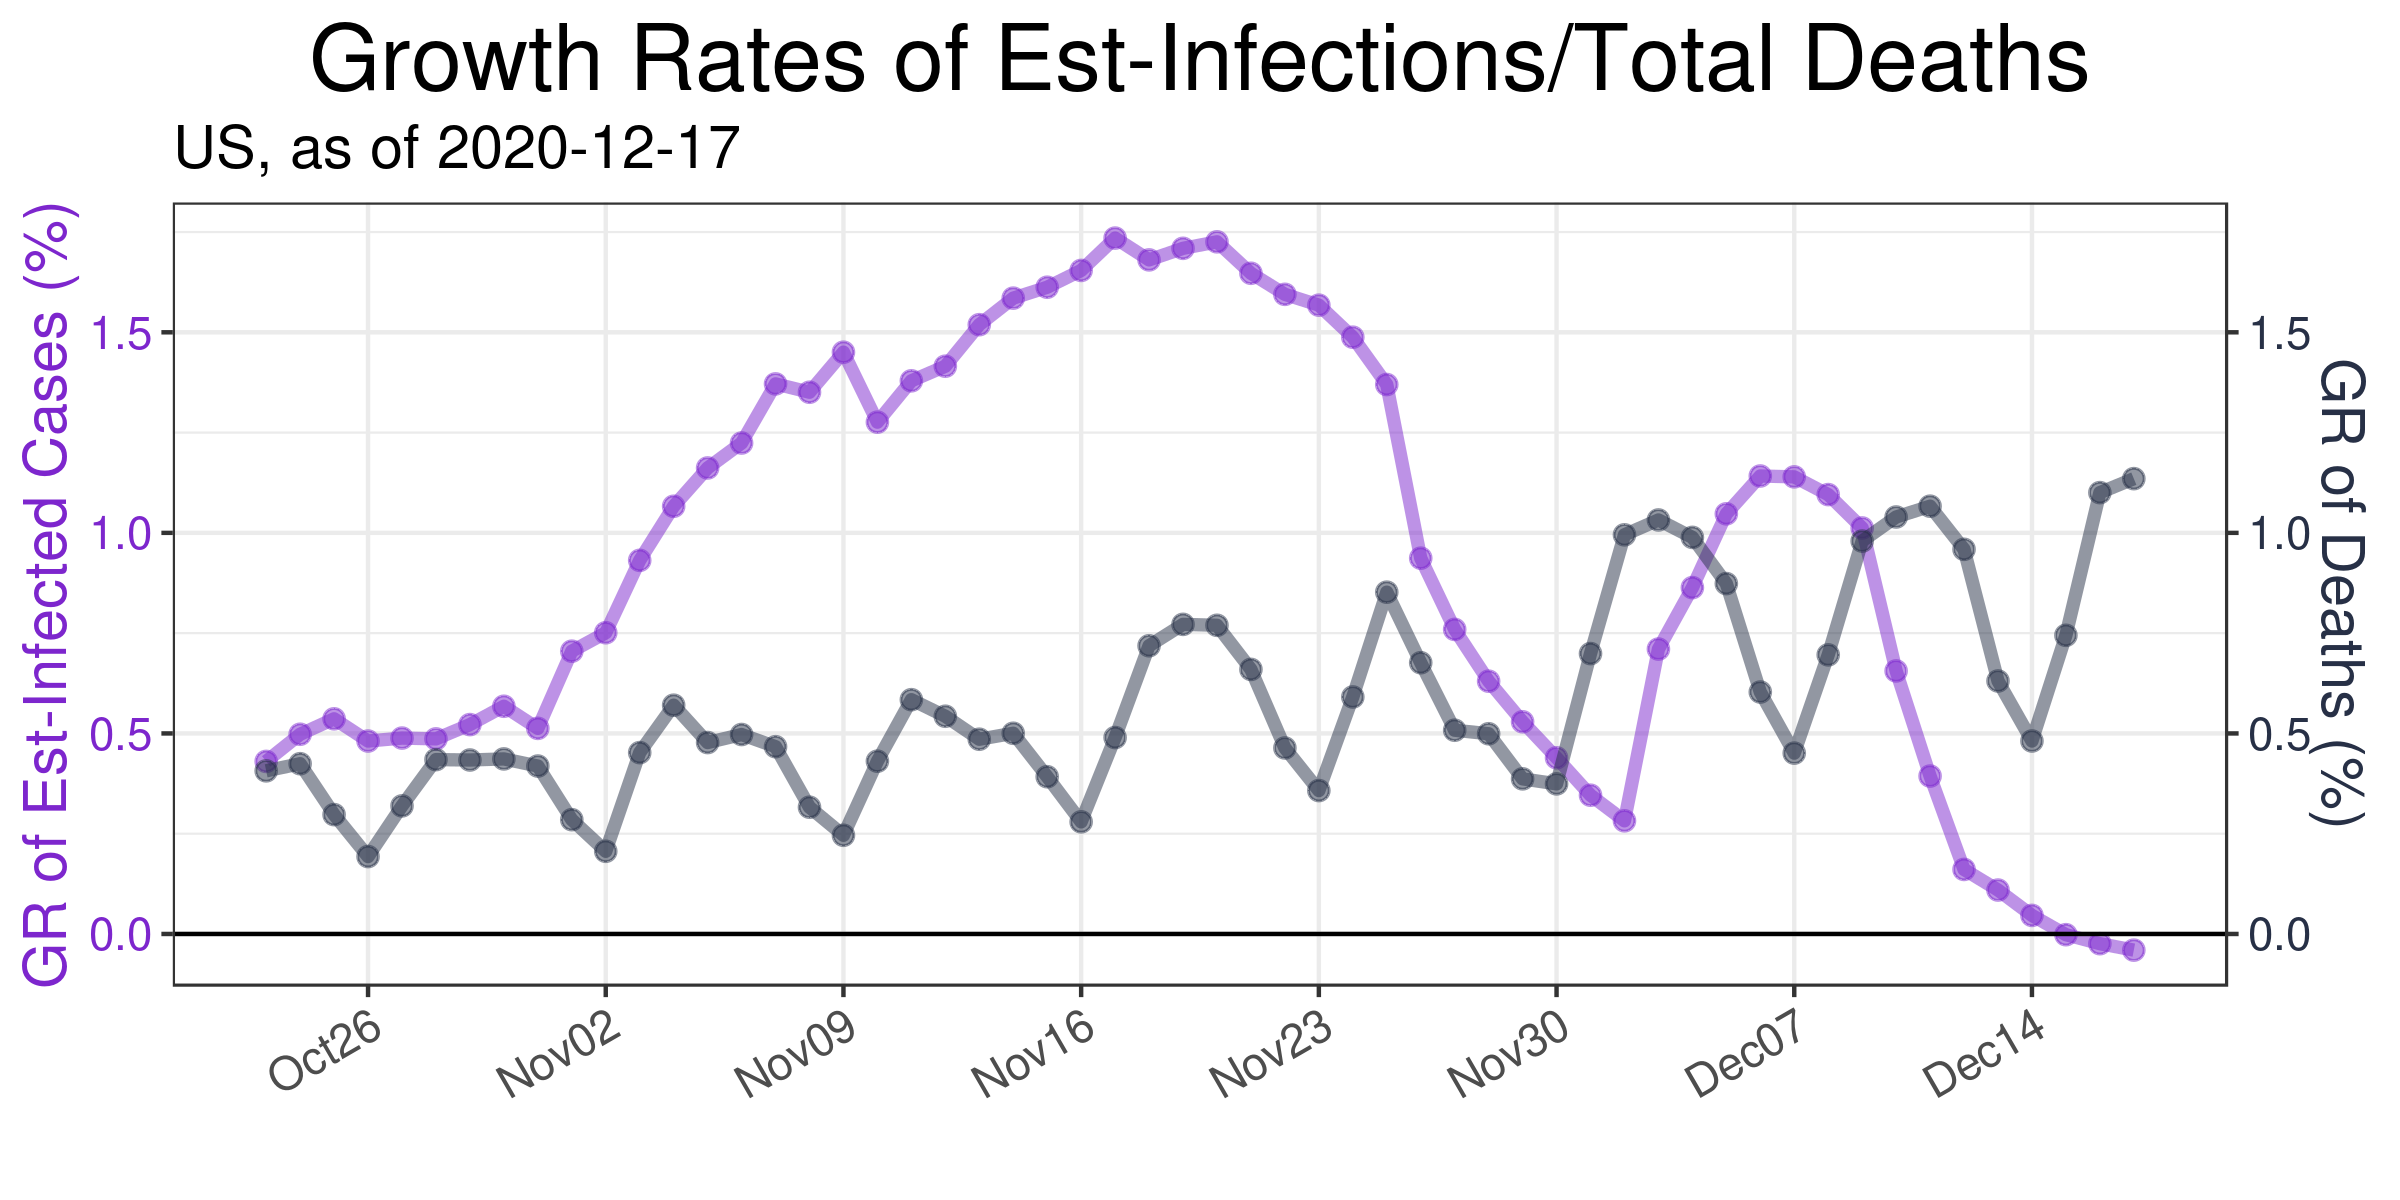 Growth Rates of Est-Infections/Total Deaths
US, as of 2020-12-17
GR of Est-Infected Cases (%)
1.5
1.0
0.5
0.0
1.5
1.0
0.5
0.0
GR of Deaths (%)
Oct26
Nov02
Nov09
Nov16
Nov23
Nov30
Dec07
Dec14